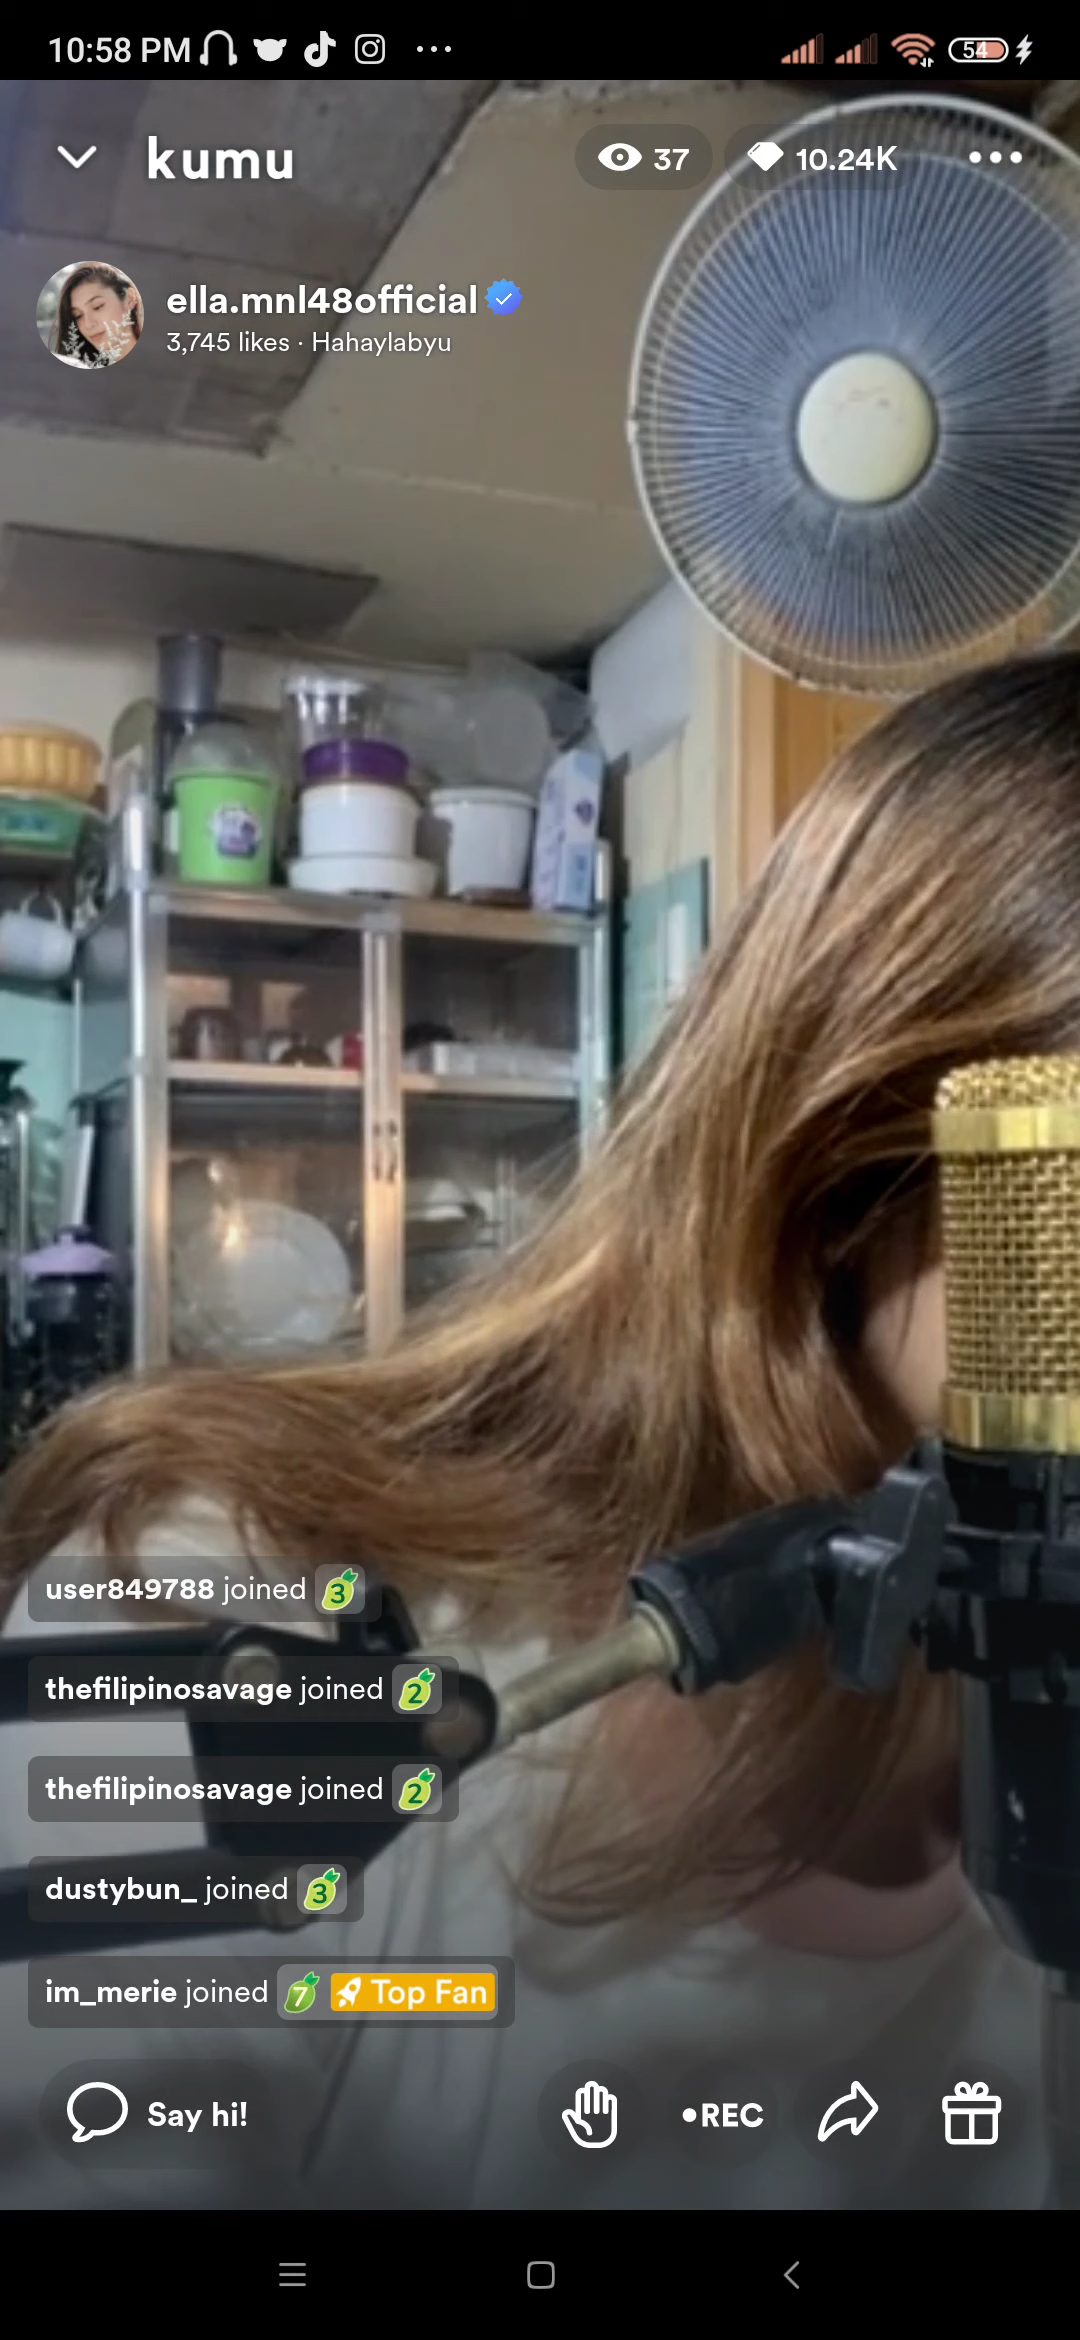 10:58 PM
54
kumu
37
10.24K
ella.mnl48official
3,745 likes · Hahaylabyu
user849788 joined 3
thefilipinosavage joined 2
thefilipinosavage joined 2
dustybun_ joined 3
im_merie joined 7 Top Fan
Say hi!
•REC